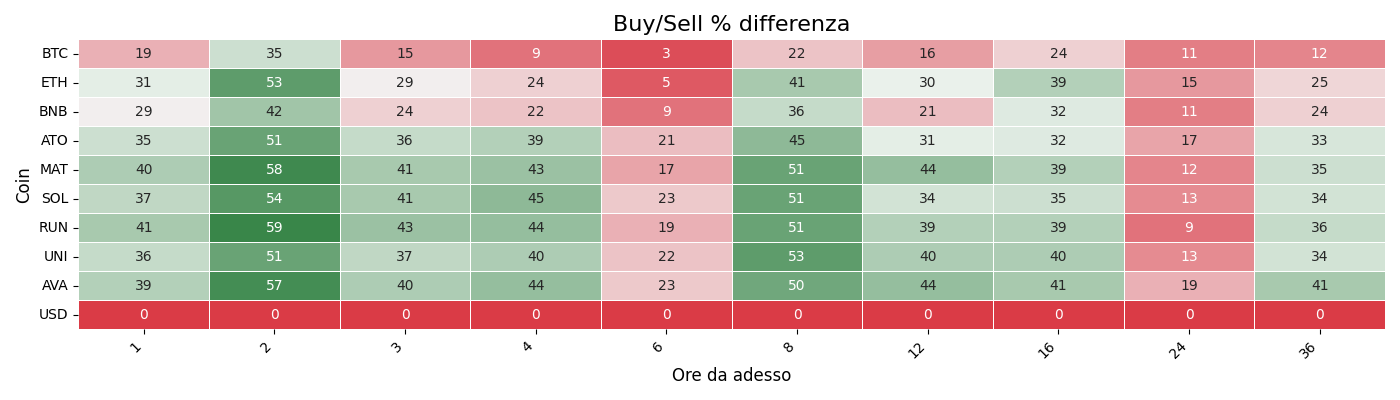 Buy/Sell % differenza
Coin
BTC 19 35 15 9 3 22 16 24 11 12
ETH 31 53 29 24 5 41 30 39 15 25
BNB 29 42 24 22 9 36 21 32 11 24
ATO 35 51 36 39 21 45 31 32 17 33
MAT 40 58 41 43 17 51 44 39 12 35
SOL 37 54 41 45 23 51 34 35 13 34
RUN 41 59 43 44 19 51 39 39 9 36
UNI 36 51 37 40 22 53 40 40 13 34
AVA 39 57 40 44 23 50 44 41 19 41
USD 0 0 0 0 0 0 0 0 0 0
1 2 3 4 6 8 12 16 24 36
Ore da adesso